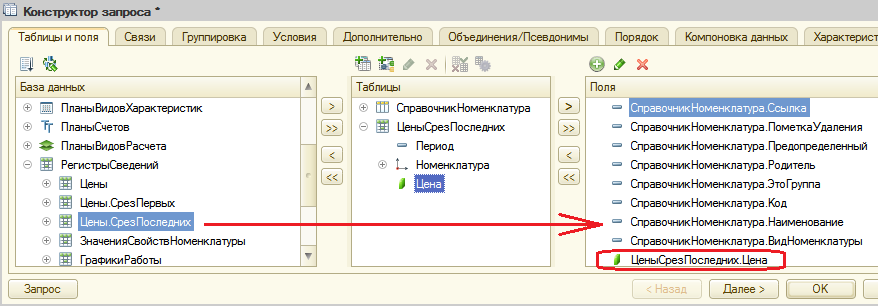 Конструктор запроса *
Таблицы и поля
Связи
Группировка
Условия
Дополнительно
Объединения/Псевдонимы
Порядок
Компоновка данных
Характерист
База данных
ПланыВидовХарактеристик
ПланыСчетов
ПланыВидовРасчета
РегистрыСведений
Цены
Цены.СрезПервых
Цены.СрезПоследних
ЗначенияСвойствНоменклатуры
ГрафикиРаботы
>
>>
<
<<
Таблицы
СправочникНоменклатура
ЦеныСрезПоследних
Период
Номенклатура
Цена
>
>>
<
<<
Поля
СправочникНоменклатура.Ссылка
СправочникНоменклатура.ПометкаУдаления
СправочникНоменклатура.Предопределенный
СправочникНоменклатура.Родитель
СправочникНоменклатура.ЭтоГруппа
СправочникНоменклатура.Код
СправочникНоменклатура.Наименование
СправочникНоменклатура.ВидНоменклатуры
ЦеныСрезПоследних.Цена
Запрос
< Назад
Далее >
OK